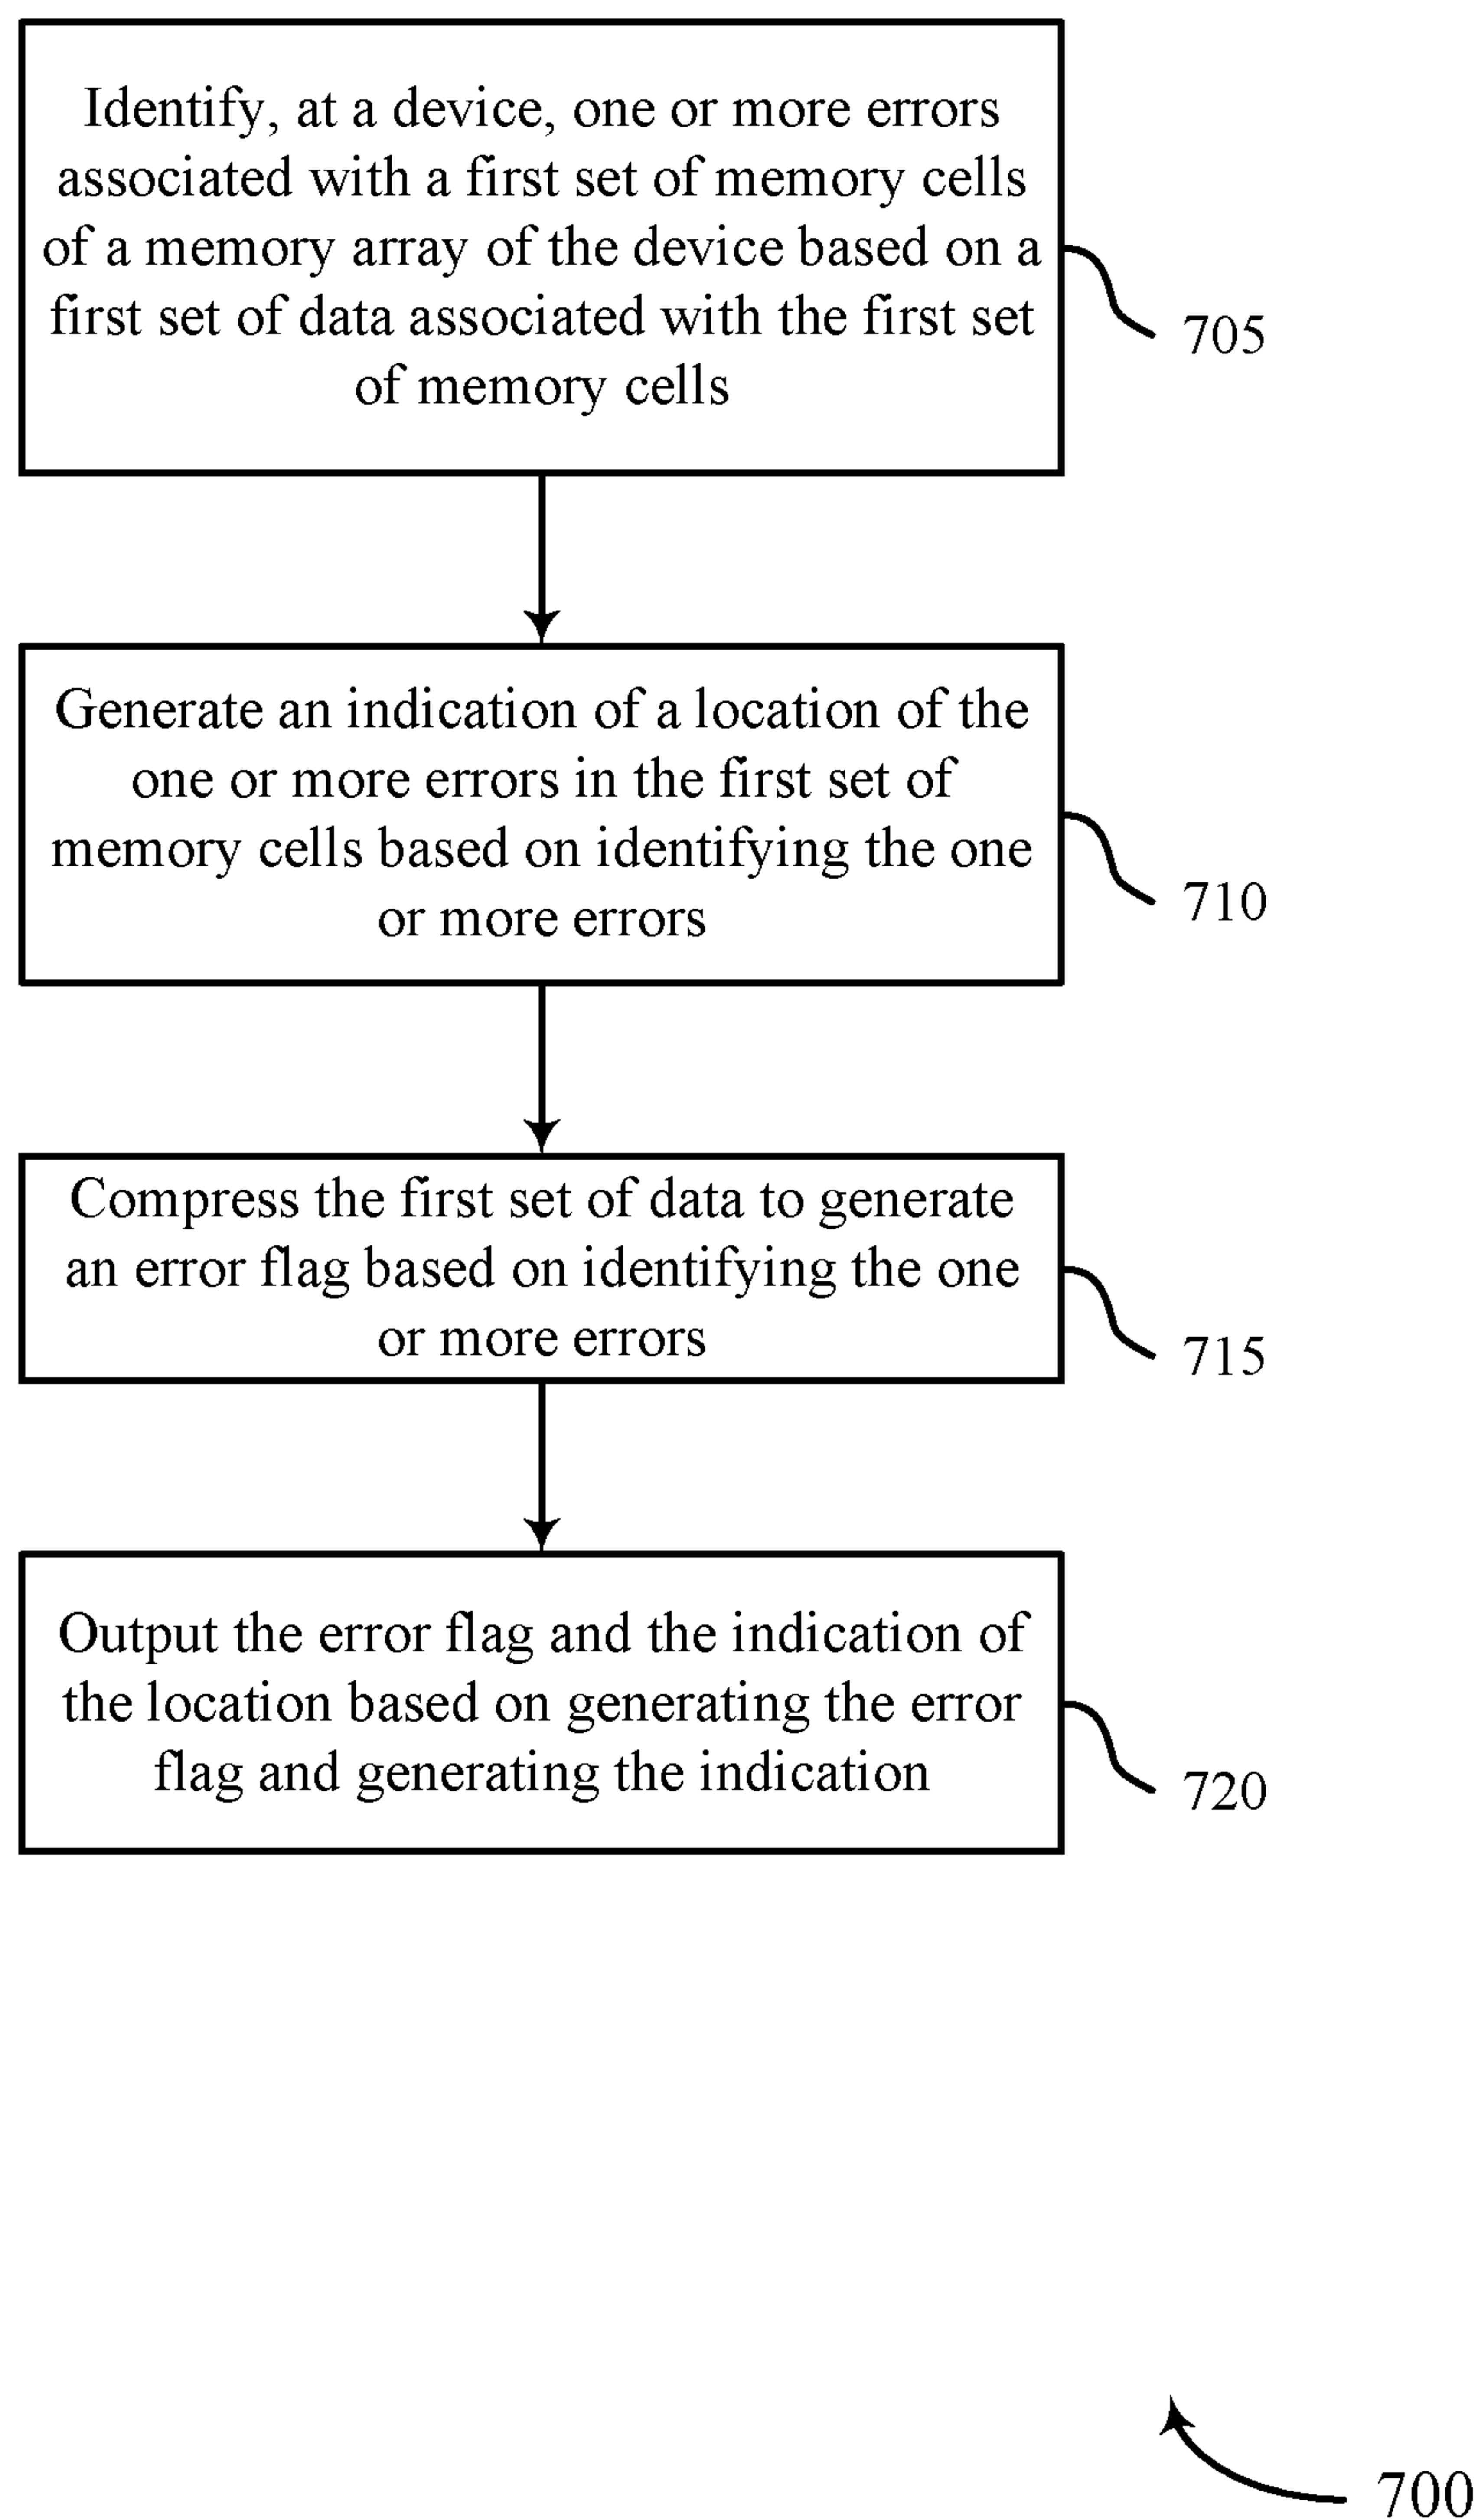 Identify, at a device, one or more errors
associated with a first set of memory cells
of a memory array of the device based on a
first set of data associated with the first set
of memory cells
705
Generate an indication of a location of the
one or more errors in the first set of
memory cells based on identifying the one
or more errors
710
Compress the first set of data to generate
an error flag based on identifying the one
or more errors
715
Output the error flag and the indication of
the location based on generating the error
flag and generating the indication
720
700